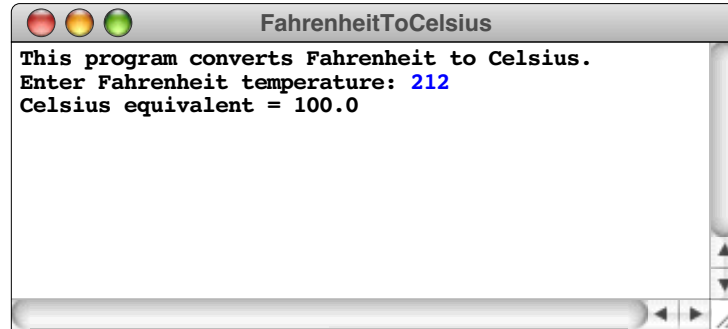 FahrenheitToCelsius
This program converts Fahrenheit to Celsius.
Enter Fahrenheit temperature: 212
Celsius equivalent = 100.0